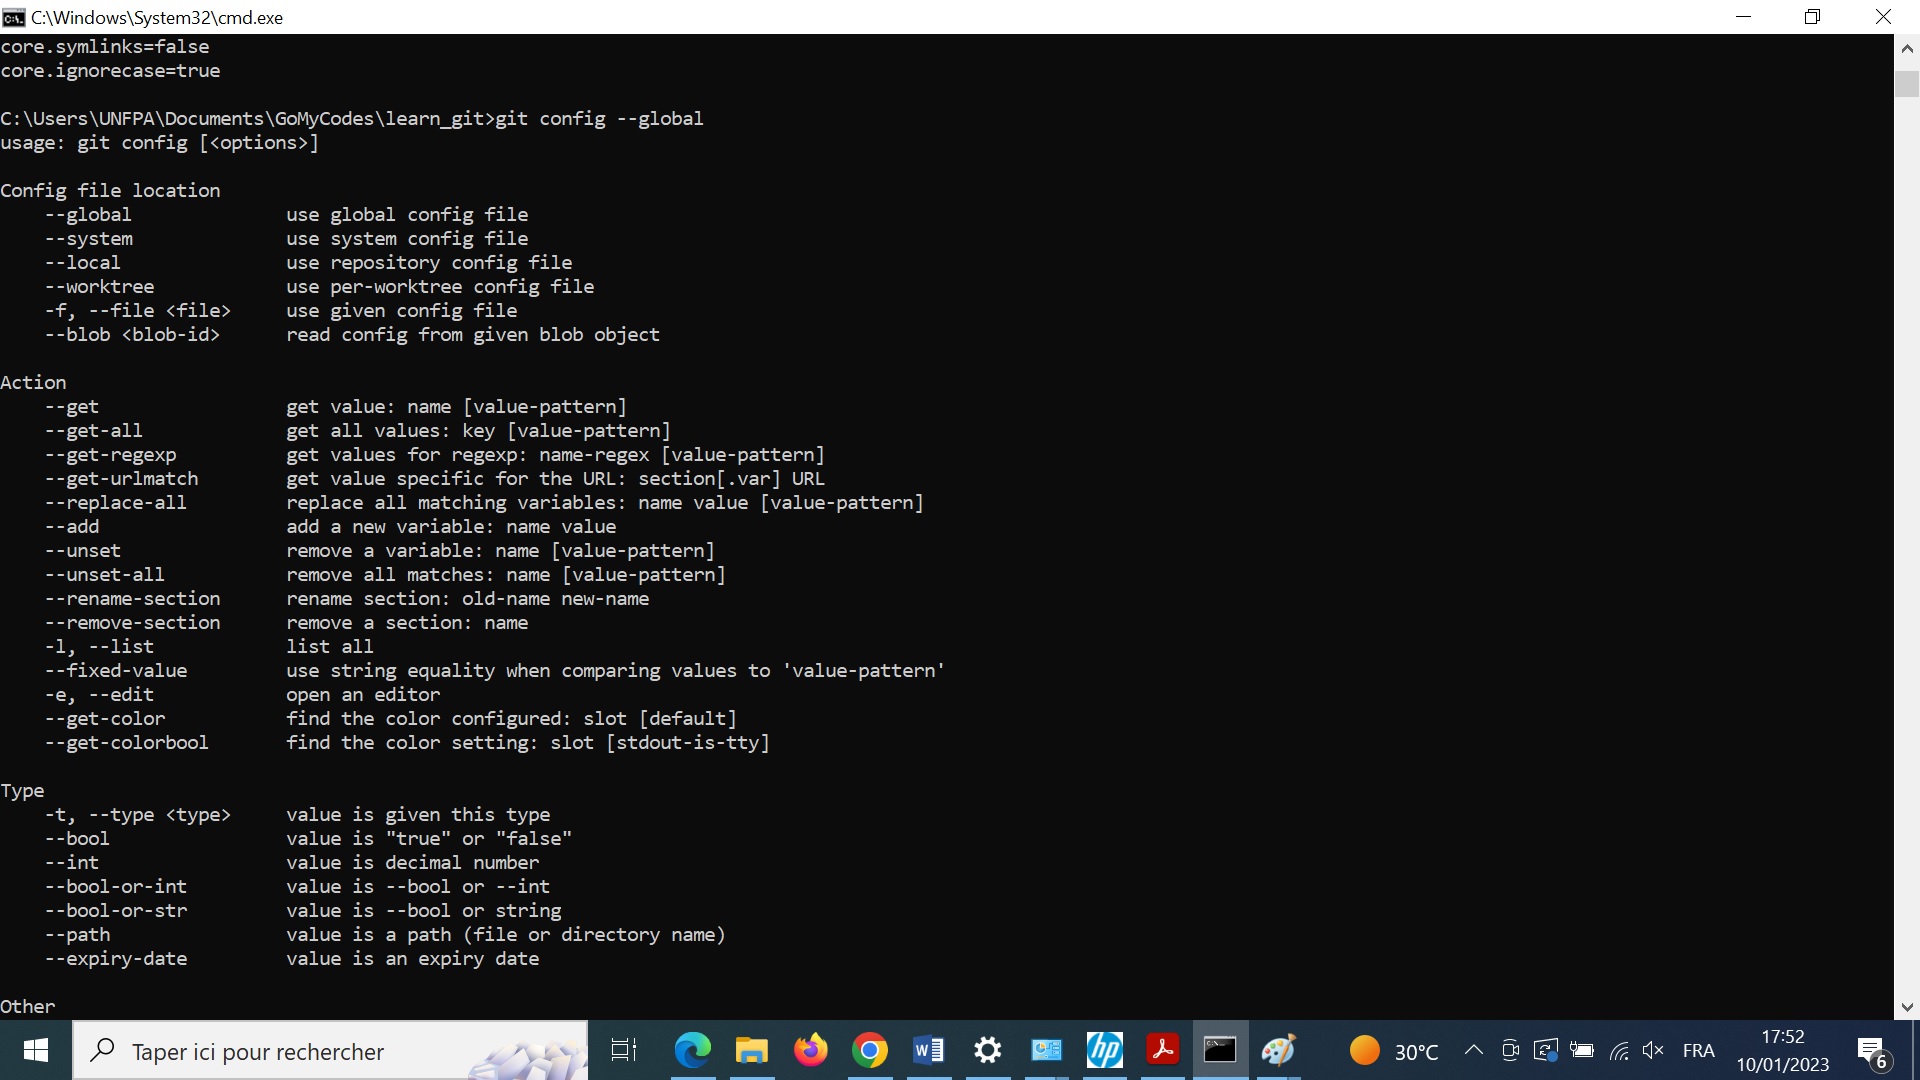 C:\Windows\System32\cmd.exe
core.symlinks=false
core.ignorecase=true
C:\Users\UNFPA\Documents\GoMyCodes\learn_git>git config --global
usage: git config [<options>]
Config file location
--global use global config file
--system use system config file
--local use repository config file
--worktree use per-worktree config file
-f, --file <file> use given config file
--blob <blob-id> read config from given blob object
Action
--get get value: name [value-pattern]
--get-all get all values: key [value-pattern]
--get-regexp get values for regexp: name-regex [value-pattern]
--get-urlmatch get value specific for the URL: section[.var] URL
--replace-all replace all matching variables: name value [value-pattern]
--add add a new variable: name value
--unset remove a variable: name [value-pattern]
--unset-all remove all matches: name [value-pattern]
--rename-section rename section: old-name new-name
--remove-section remove a section: name
-l, --list list all
--fixed-value use string equality when comparing values to 'value-pattern'
-e, --edit open an editor
--get-color find the color configured: slot [default]
--get-colorbool find the color setting: slot [stdout-is-tty]
Type
-t, --type <type> value is given this type
--bool value is "true" or "false"
--int value is decimal number
--bool-or-int value is --bool or --int
--bool-or-str value is --bool or string
--path value is a path (file or directory name)
--expiry-date value is an expiry date
Other
Taper ici pour rechercher
30°C
FRA
17:52
10/01/2023
6